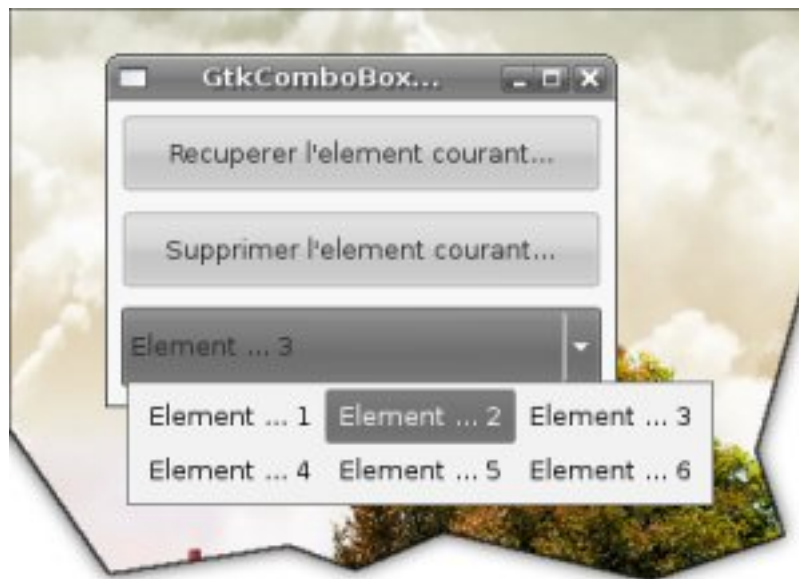 GtkComboBox...
Recuperer l'element courant...
Supprimer l'element courant...
Element ... 3
Element ... 1 Element ... 2 Element ... 3
Element ... 4 Element ... 5 Element ... 6